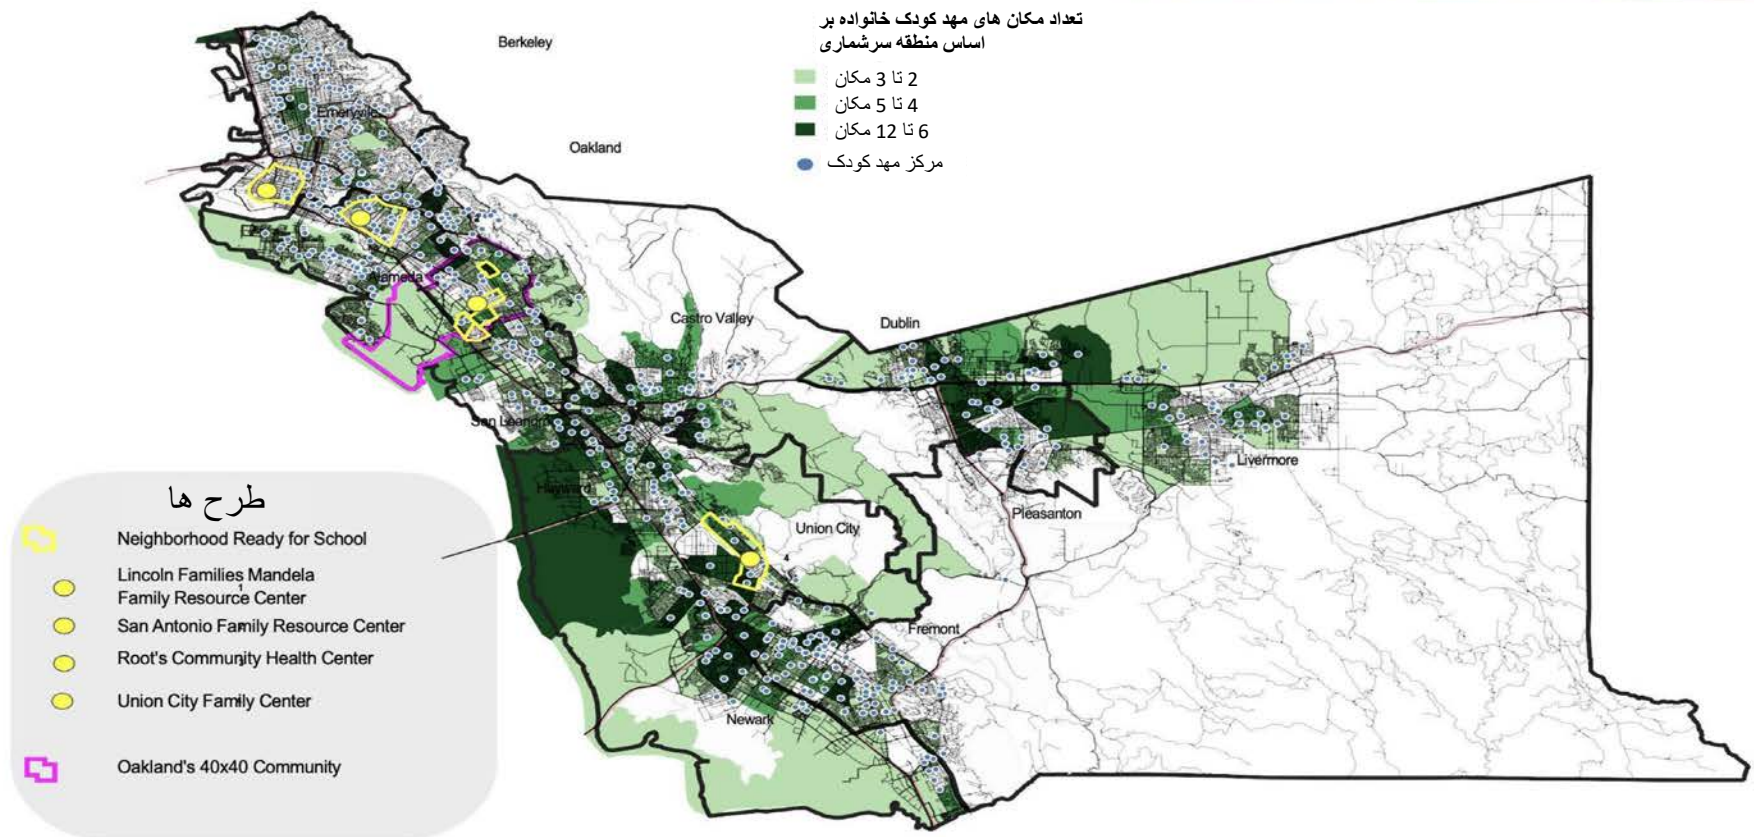 تعداد مکان های مهد کودک خانواده بر
اساس منطقه سرشماری
2 تا 3 مکان
4 تا 5 مکان
6 تا 12 مکان
مرکز مهد کودک
Berkeley
Emeryville
Oakland
Alameda
Castro Valley
Dublin
San Leandro
Livermore
Hayward
Pleasanton
Union City
4
Fremont
Newark
طرح ها
Neighborhood Ready for School
Lincoln Families Mandela
1
Family Resource Center
San Antonio Family Resource Center
Root's Community Health Center
Union City Family Center
Oakland's 40x40 Community